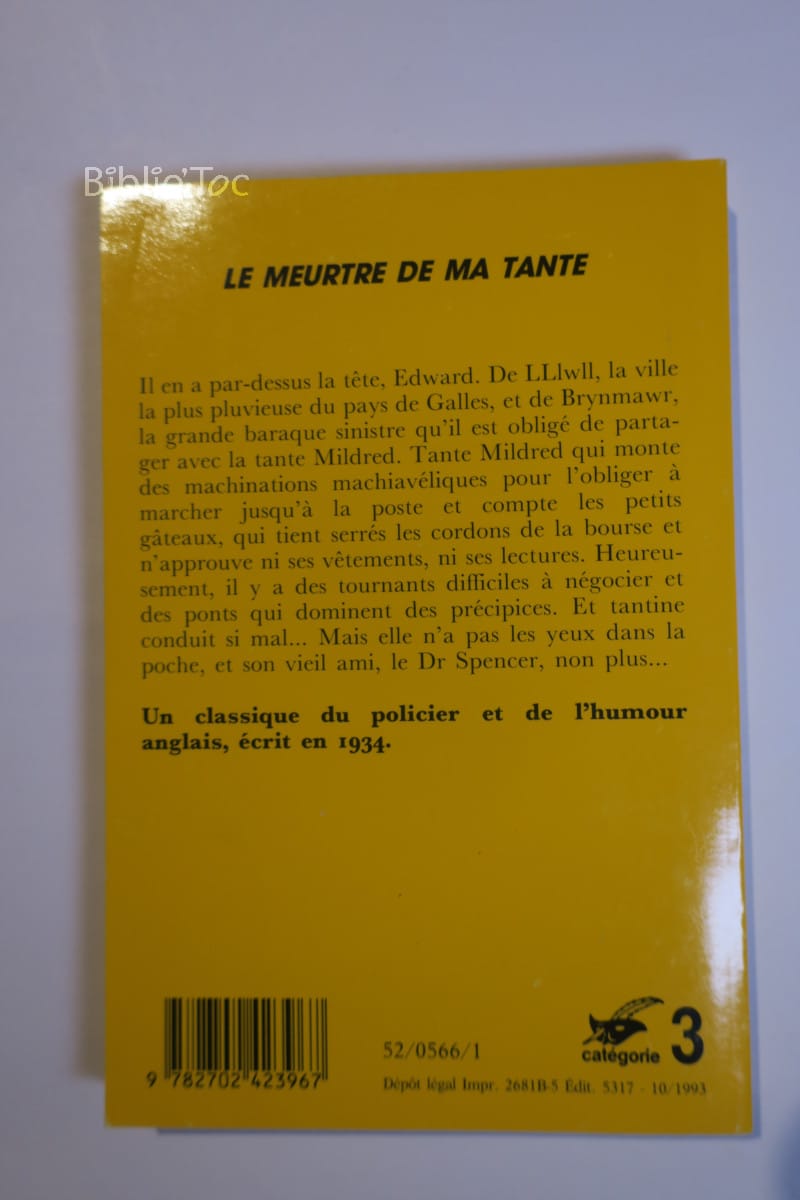 Biblio'Toc
LE MEURTRE DE MA TANTE
Il en a par-dessus la tête, Edward. De LLlwll, la ville
la plus pluvieuse du pays de Galles, et de Brynmawr,
la grande baraque sinistre qu'il est obligé de parta-
ger avec la tante Mildred. Tante Mildred qui monte
des machinations machiavéliques pour l'obliger à
marcher jusqu'à la poste et compte les petits
gâteaux, qui tient serrés les cordons de la bourse et
n'approuve ni ses vêtements, ni ses lectures. Heureu-
sement, il y a des tournants difficiles à négocier et
des ponts qui dominent des précipices. Et tantine
conduit si mal... Mais elle n'a pas les yeux dans la
poche, et son vieil ami, le Dr Spencer, non plus...
Un classique du policier et de l'humour
anglais, écrit en 1934.
9 782702 423967
52/0566/1
catégorie 3
Dépôt légal Impr. 2681B-5 Édit. 5317 - 10/1993